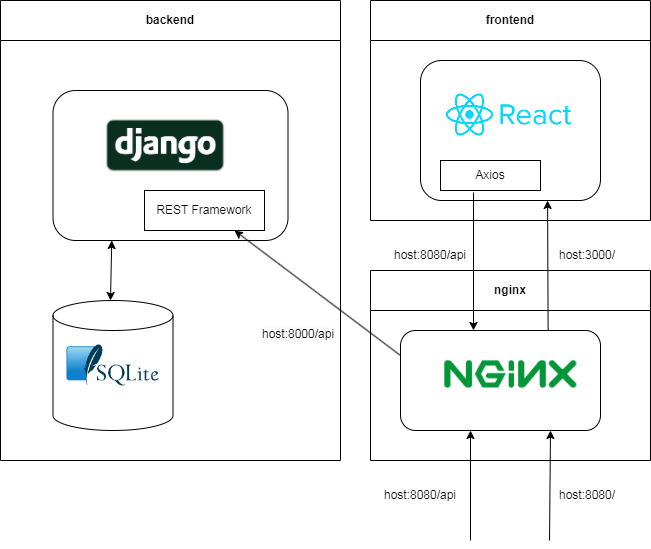 backend
frontend
django
React
REST Framework
Axios
host:8080/api
host:3000/
nginx
host:8000/api
SQLite
NGINX
host:8080/api
host:8080/